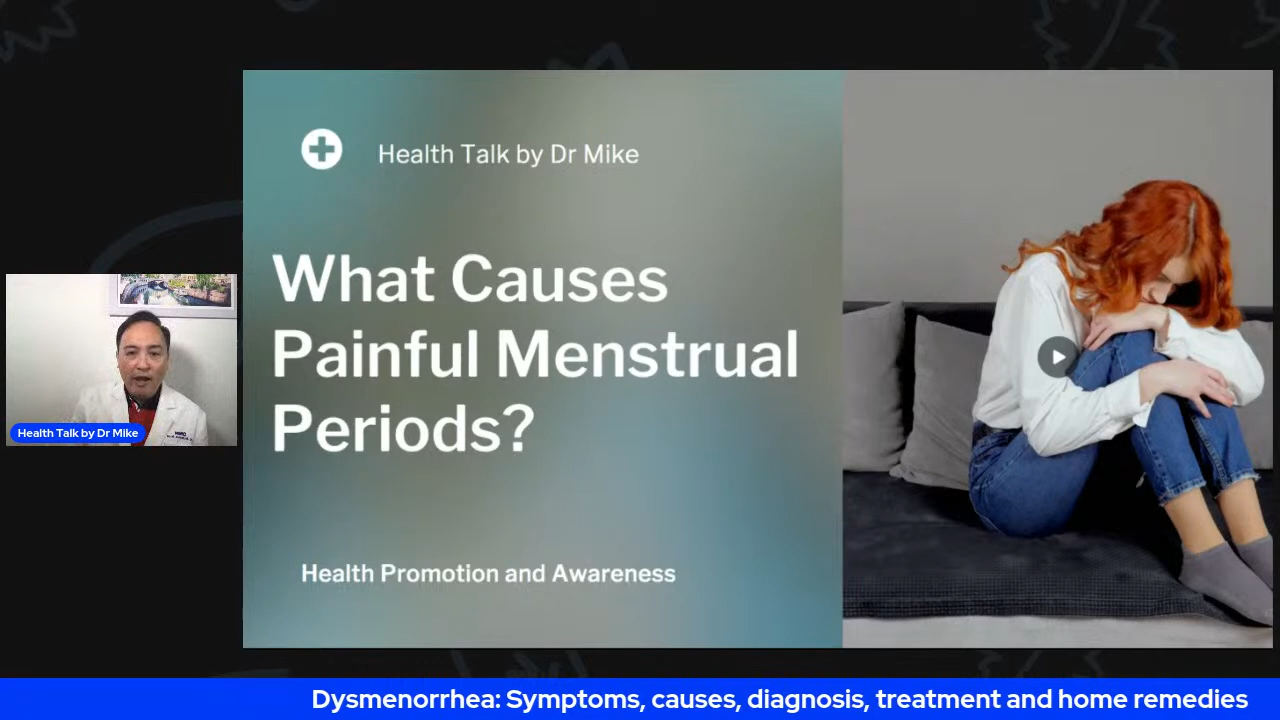 Health Talk by Dr Mike
What Causes
Painful Menstrual
Periods?
Health Promotion and Awareness
Health Talk by Dr Mike
Dysmenorrhea: Symptoms, causes, diagnosis, treatment and home remedies